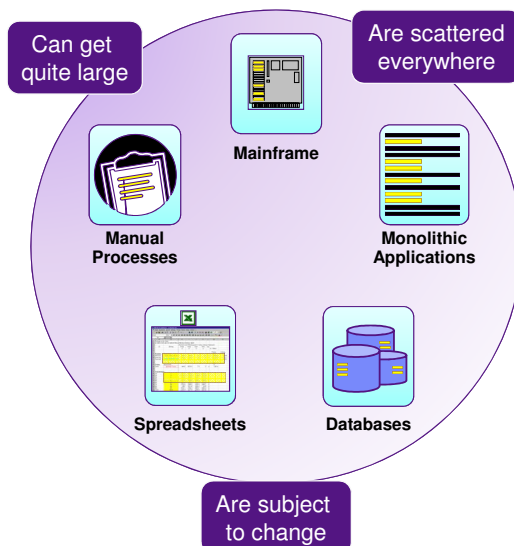 Can get
quite large
Are scattered
everywhere
Mainframe
Manual
Processes
Monolithic
Applications
Spreadsheets
Databases
Are subject
to change